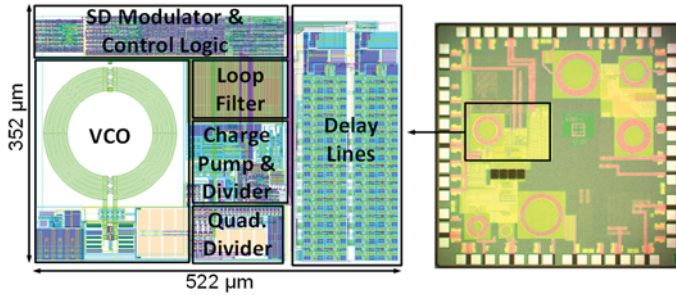 SD Modulator &
Control Logic
Loop
Filter
VCO
Charge
Pump &
Divider
Delay
Lines
Quad.
Divider
352 µm
522 µm